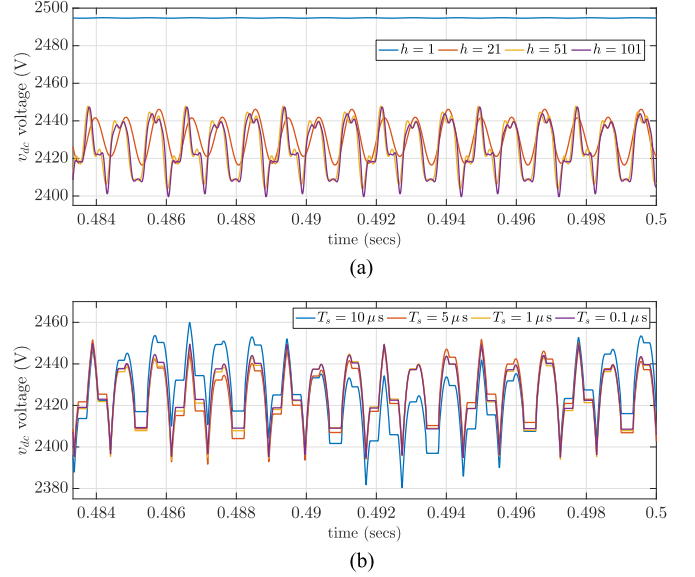 2500
h = 1 h = 21 h = 51 h = 101
2480
2460
2440
2420
2400
v_dc voltage (V)
0.484 0.486 0.488 0.49 0.492 0.494 0.496 0.498 0.5
time (secs)
(a)
T_s = 10 μs T_s = 5 μs T_s = 1 μs T_s = 0.1 μs
2460
2440
2420
2400
2380
v_dc voltage (V)
0.484 0.486 0.488 0.49 0.492 0.494 0.496 0.498 0.5
time (secs)
(b)